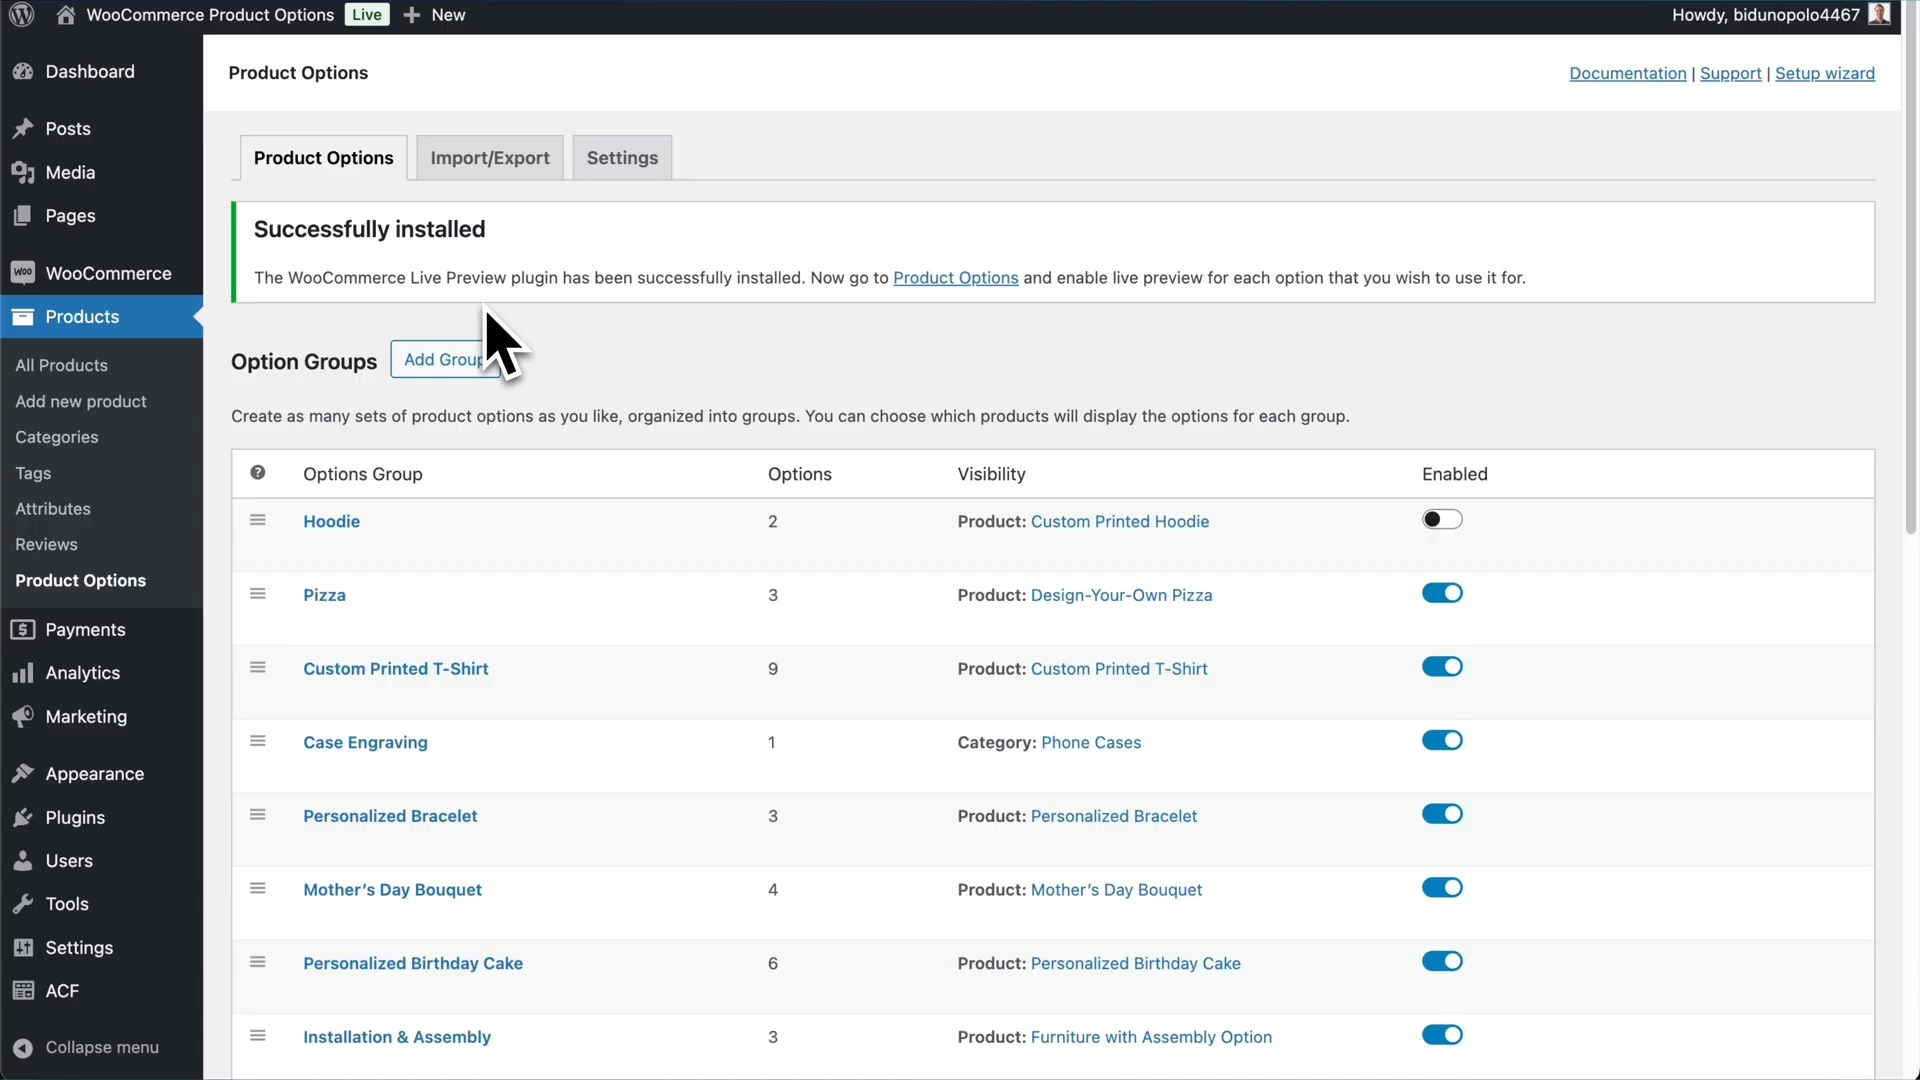 WooCommerce Product Options Live New
Howdy, bidunopolo4467
Dashboard
Posts
Media
Pages
WooCommerce
Products
All Products
Add new product
Categories
Tags
Attributes
Reviews
Product Options
Payments
Analytics
Marketing
Appearance
Plugins
Users
Tools
Settings
ACF
Collapse menu
Product Options
Documentation | Support | Setup wizard
Product Options Import/Export Settings
Successfully installed
The WooCommerce Live Preview plugin has been successfully installed. Now go to Product Options and enable live preview for each option that you wish to use it for.
Option Groups Add Group
Create as many sets of product options as you like, organized into groups. You can choose which products will display the options for each group.
Options Group Options Visibility Enabled
Hoodie 2 Product: Custom Printed Hoodie
Pizza 3 Product: Design-Your-Own Pizza
Custom Printed T-Shirt 9 Product: Custom Printed T-Shirt
Case Engraving 1 Category: Phone Cases
Personalized Bracelet 3 Product: Personalized Bracelet
Mother's Day Bouquet 4 Product: Mother's Day Bouquet
Personalized Birthday Cake 6 Product: Personalized Birthday Cake
Installation & Assembly 3 Product: Furniture with Assembly Option